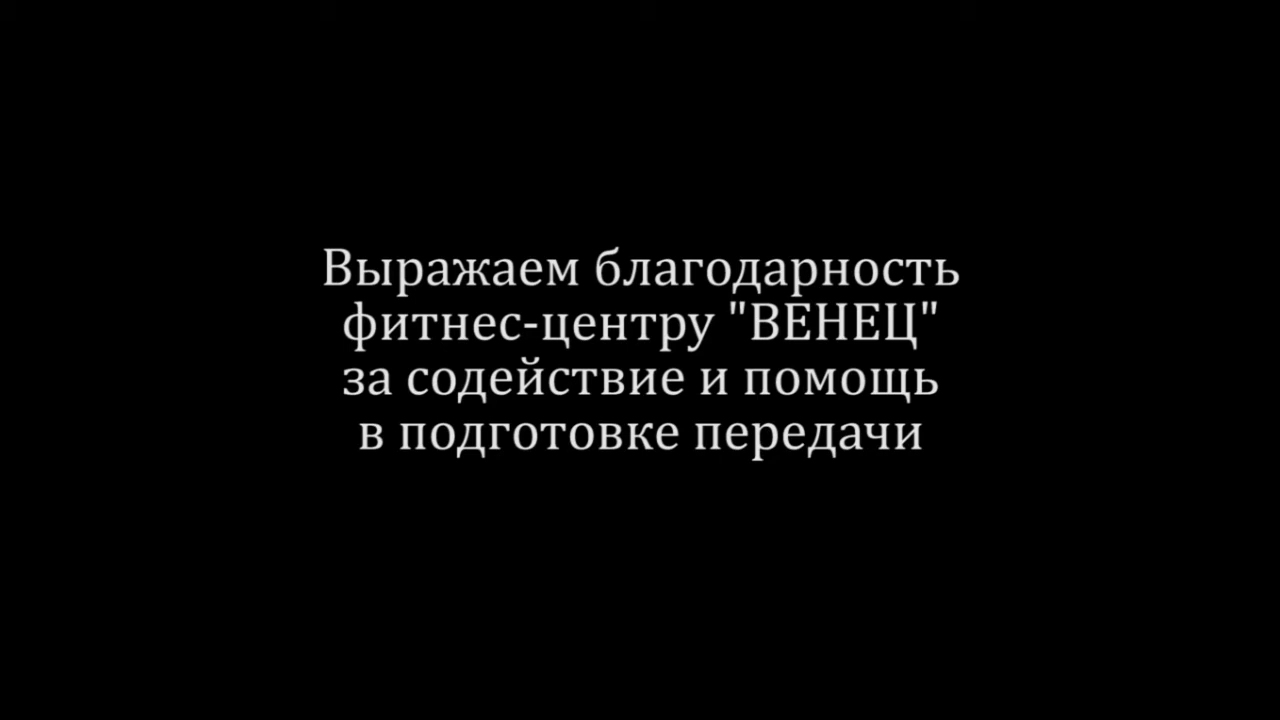 Выражаем благодарность
фитнес-центру "ВЕНЕЦ"
за содействие и помощь
в подготовке передачи